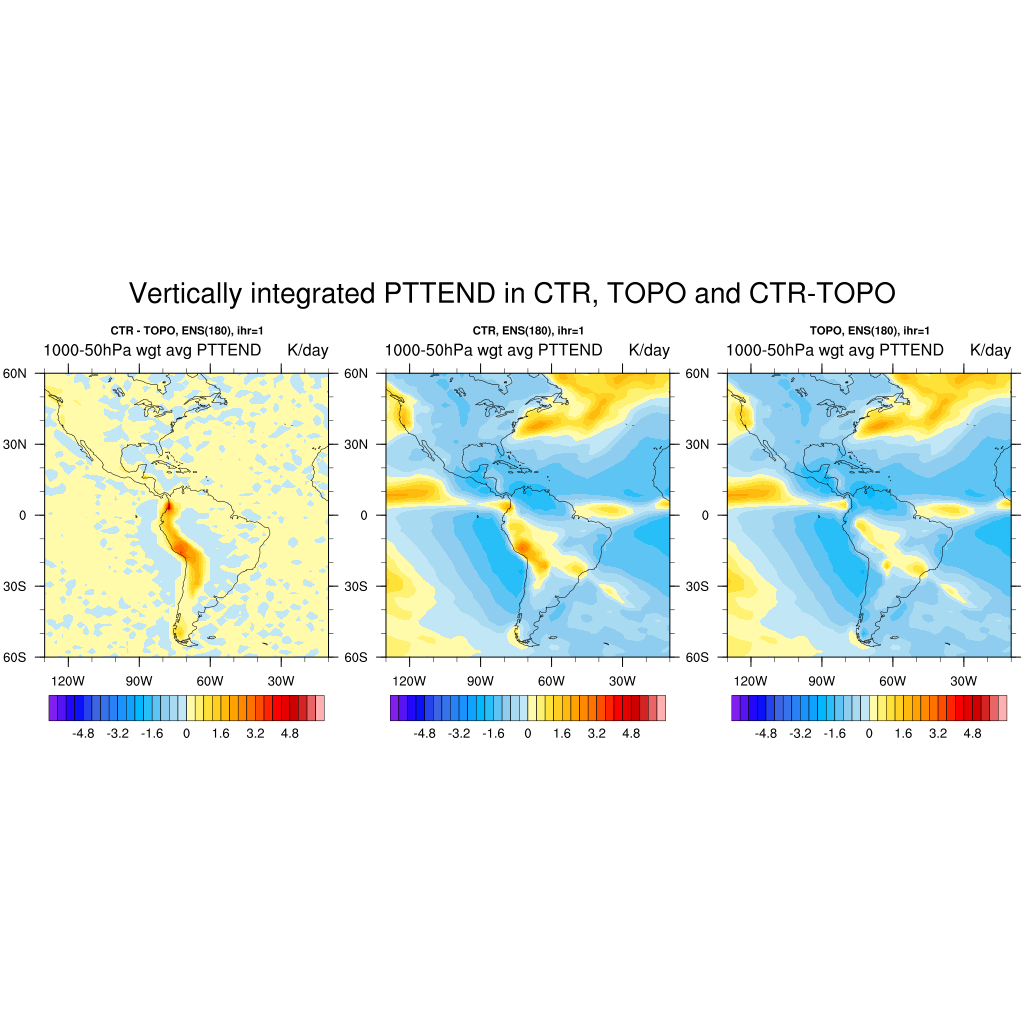 Vertically integrated PTTEND in CTR, TOPO and CTR-TOPO
CTR - TOPO, ENS(180), ihr=1
1000-50hPa wgt avg PTTEND K/day
60N
30N
0
30S
60S
120W 90W 60W 30W
-4.8 -3.2 -1.6 0 1.6 3.2 4.8
CTR, ENS(180), ihr=1
1000-50hPa wgt avg PTTEND K/day
60N
30N
0
30S
60S
120W 90W 60W 30W
-4.8 -3.2 -1.6 0 1.6 3.2 4.8
TOPO, ENS(180), ihr=1
1000-50hPa wgt avg PTTEND K/day
60N
30N
0
30S
60S
120W 90W 60W 30W
-4.8 -3.2 -1.6 0 1.6 3.2 4.8